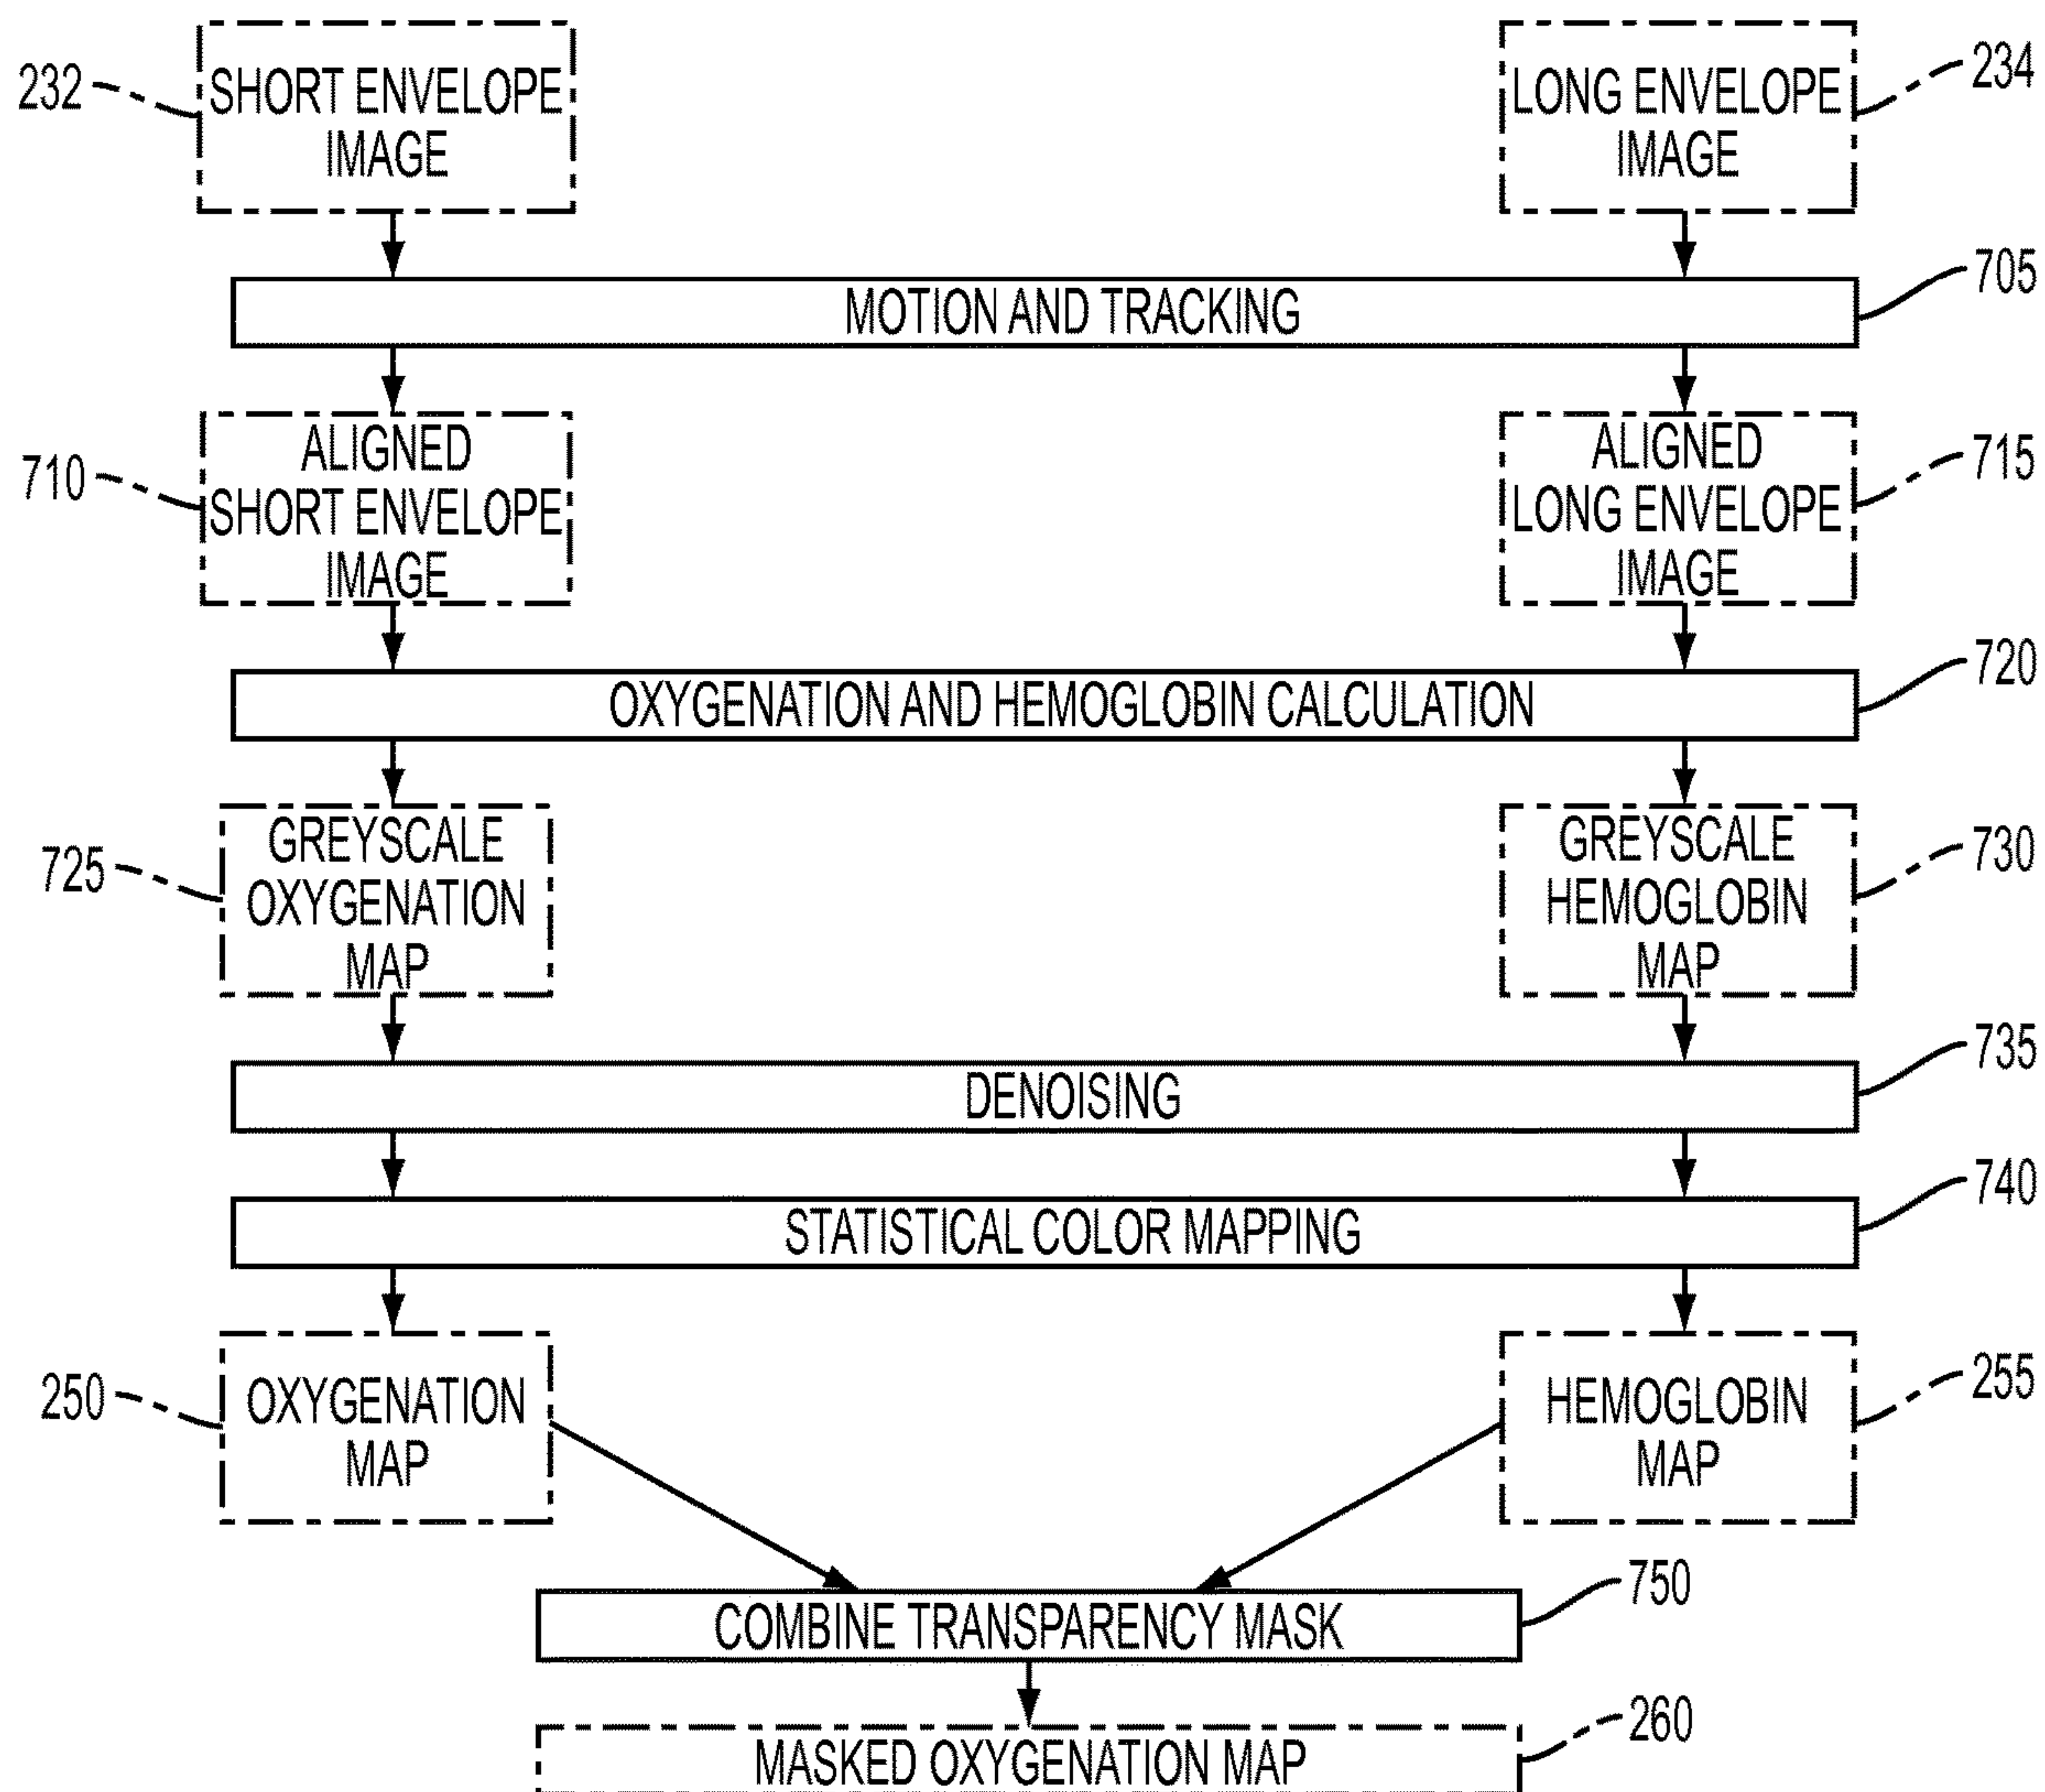 232
SHORT ENVELOPE
IMAGE
LONG ENVELOPE
IMAGE
234
MOTION AND TRACKING
705
710
ALIGNED
SHORT ENVELOPE
IMAGE
ALIGNED
LONG ENVELOPE
IMAGE
715
OXYGENATION AND HEMOGLOBIN CALCULATION
720
725
GREYSCALE
OXYGENATION
MAP
GREYSCALE
HEMOGLOBIN
MAP
730
DENOISING
735
STATISTICAL COLOR MAPPING
740
250
OXYGENATION
MAP
HEMOGLOBIN
MAP
255
COMBINE TRANSPARENCY MASK
750
MASKED OXYGENATION MAP
260